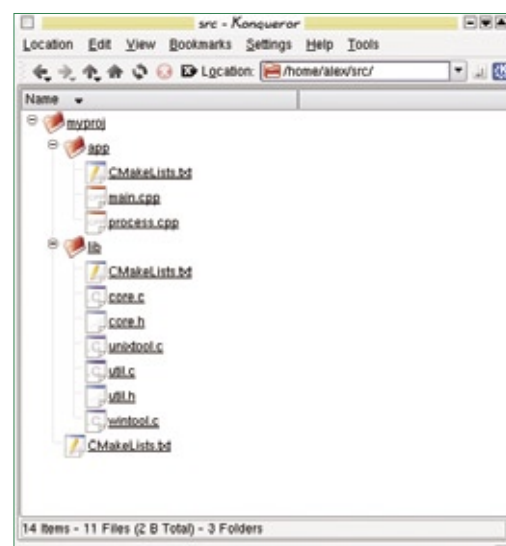 src - Konqueror
Location Edit View Bookmarks Settings Help Tools
Location: /home/alex/src/
Name
myproj
app
CMakeLists.txt
main.cpp
process.cpp
lib
CMakeLists.txt
core.c
core.h
unixtool.c
util.c
util.h
wintool.c
CMakeLists.txt
14 Items - 11 Files (2 B Total) - 3 Folders